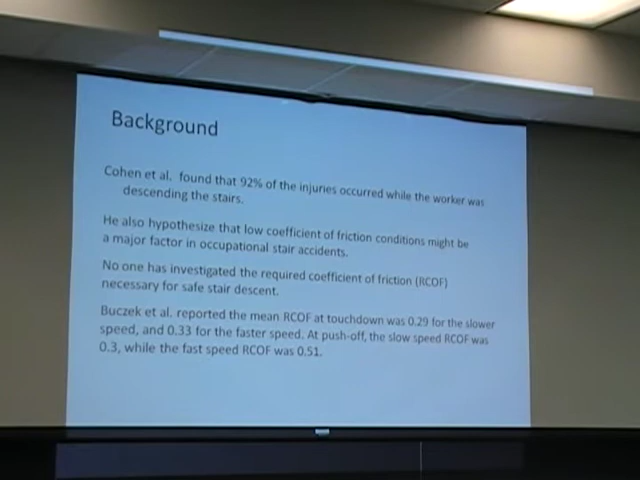 Background
Cohen et al. found that 92% of the injuries occurred while the worker was
descending the stairs.
He also hypothesize that low coefficient of friction conditions might be
a major factor in occupational stair accidents.
No one has investigated the required coefficient of friction (RCOF)
necessary for safe stair descent.
Buczek et al. reported the mean RCOF at touchdown was 0.29 for the slower
speed, and 0.33 for the faster speed. At push-off, the slow speed RCOF was
0.3, while the fast speed RCOF was 0.51.